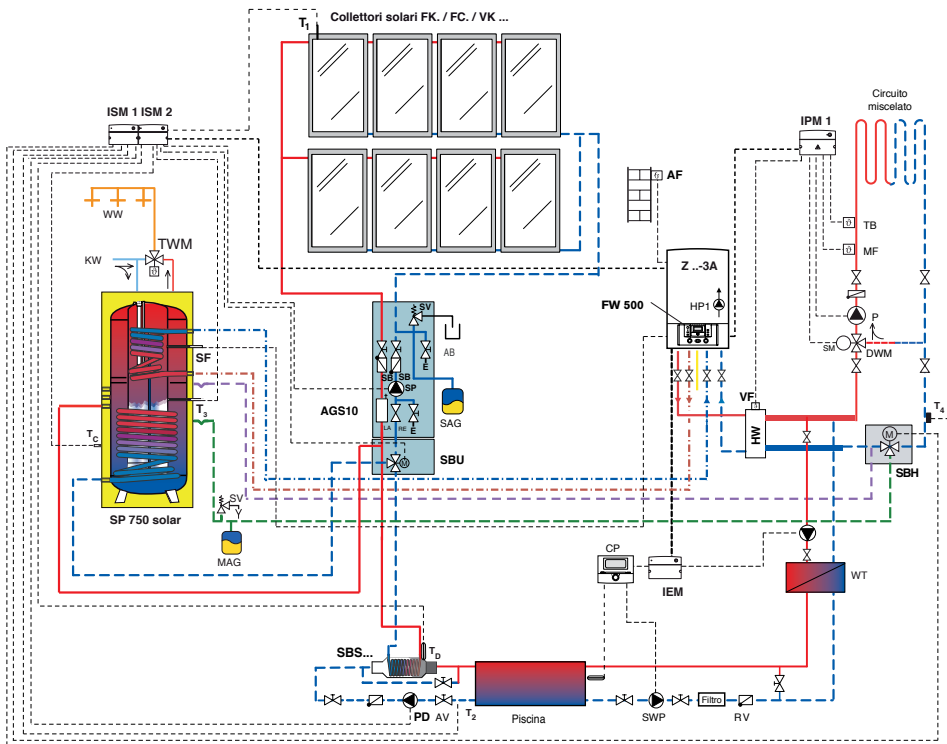 Collettori solari FK. / FC. / VK ...
T1
ISM 1 ISM 2
IPM 1
Circuito
miscelato
AF
WW
TWM
KW
TB
MF
Z ..-3A
HP1
FW 500
P
SM
DWM
SV
AB
E
SF
SB
SB
SP
SAG
AGS10
LA
RE
E
VF
HW
T4
T3
TC
M
SBU
M
SBH
SV
SP 750 solar
MAG
CP
IEM
WT
SBS...
TD
PD
AV
T2
Piscina
SWP
Filtro
RV